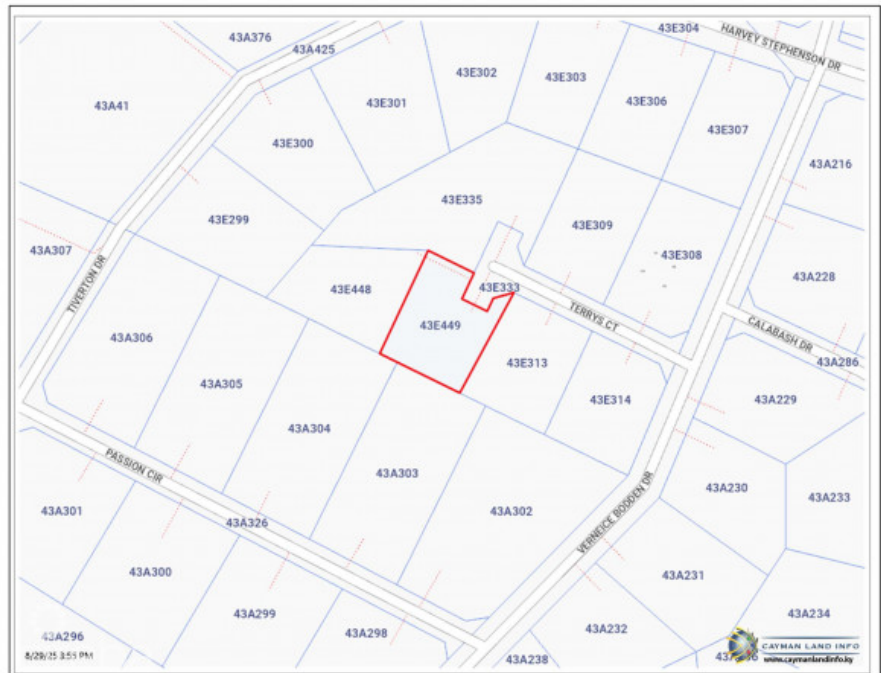 43A376
43E304
HARVEY STEPHENSON DR
43A425
43E302
43E303
43A41
43E301
43E306
43E307
43E300
43A216
43E335
43E299
43E309
43A307
43E308
43A228
TIVERTON DR
43E448
43E333
43E449
TERRYS CT
43A306
CALABASH DR
43A286
43E313
43A305
43E314
43A229
43A304
PASSION CIR
43A303
43A230
43A233
43A301
43A302
43A326
VERNEICE BODDEN DR
43A300
43A231
43A299
43A234
43A296
43A298
43A232
8/29/25 3:55 PM
43A238
CAYMAN LAND INFO
www.caymanlandinfo.ky